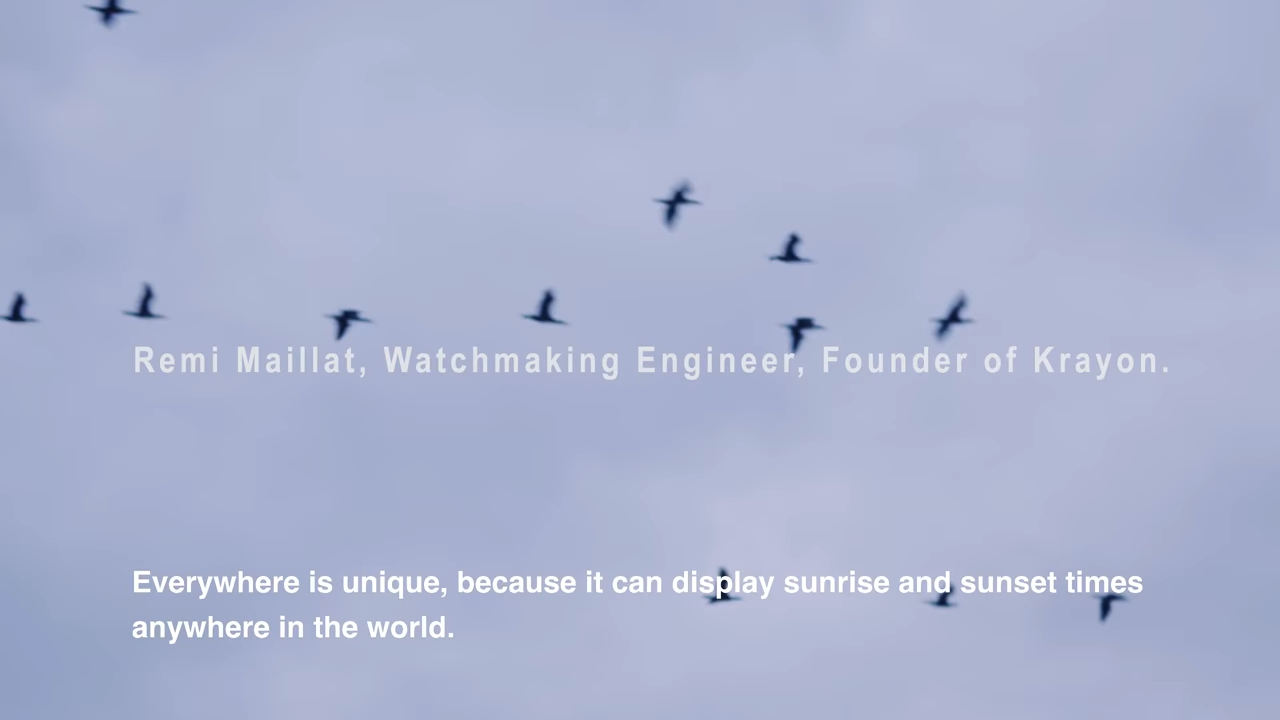 Remi Maillat, Watchmaking Engineer, Founder of Krayon.
Everywhere is unique, because it can display sunrise and sunset times
anywhere in the world.